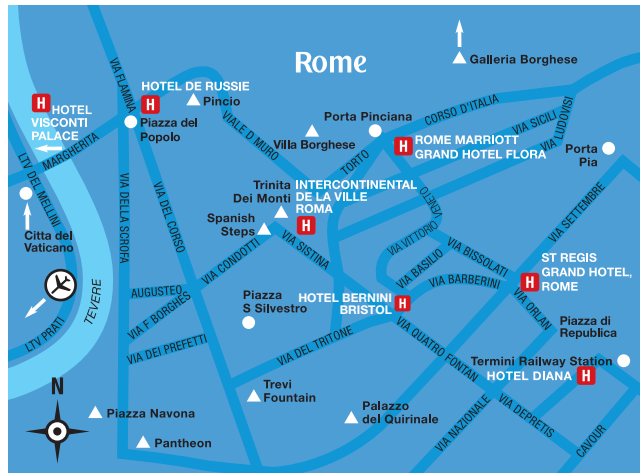 Rome
Galleria Borghese
H
HOTEL DE RUSSIE
Pincio
H
HOTEL
VISCONTI
PALACE
Piazza del
Popolo
VIA FLAMINA
VIALE D. MURO
Villa Borghese
Porta Pinciana
CORSO D'ITALIA
VIA SICILI
VIA LUDOVISI
H
ROME MARRIOTT
GRAND HOTEL FLORA
TORTO
Porta
Pia
MARGHERITA
LTV DEL MELLINI
Citta del
Vaticano
VIA DELLA SCROFA
VIA DEL CORSO
Trinita
Dei Monti
INTERCONTINENTAL
DE LA VILLE
ROMA
H
Spanish
Steps
VIA SISTINA
VIA CONDOTTI
VENETO
VIA VITTORIO
VIA BISSOLATI
VIA BASILIO
VIA BARBERINI
VIA SETTEMBRE
H
ST REGIS
GRAND HOTEL,
ROME
VIA ORLAN
AUGUSTEO
VIA F. BORGHES
VIA DEI PREFETTI
Piazza
S Silvestro
HOTEL BERNINI
BRISTOL
H
VIA DEL TRITONE
VIA QUATRO FONTAN
Piazza di
Republica
Termini Railway Station
HOTEL DIANA
H
TEVERE
LTV PRATI
N
Piazza Navona
Pantheon
Trevi
Fountain
Palazzo
del Quirinale
VIA NAZIONALE
VIA DEPRETIS
CAVOUR